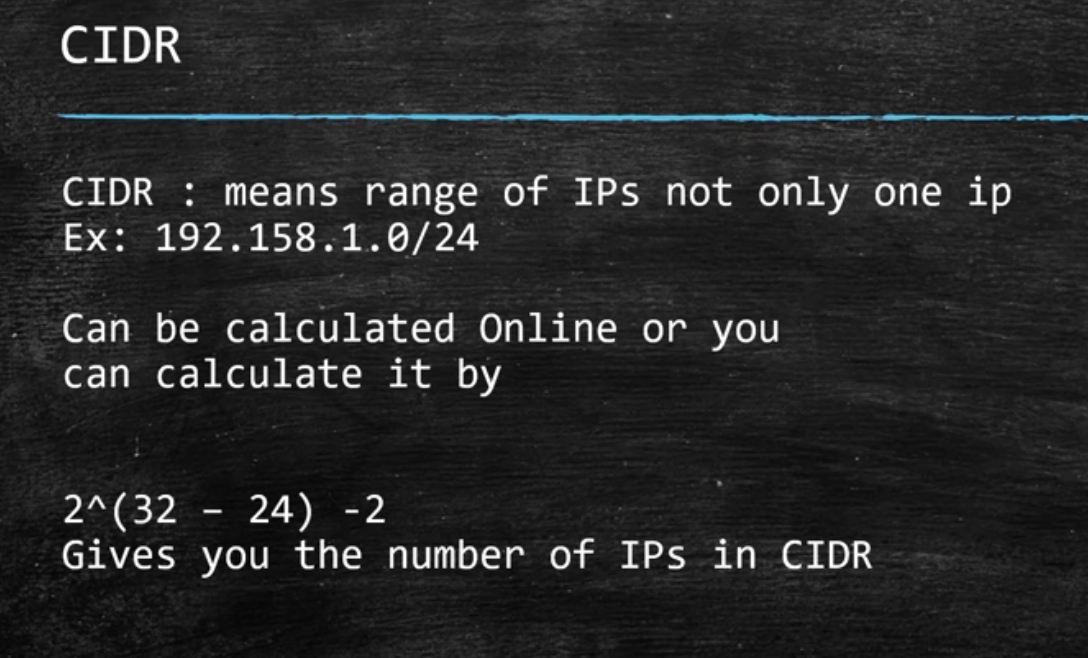 CIDR
CIDR : means range of IPs not only one ip
Ex: 192.158.1.0/24
Can be calculated Online or you
can calculate it by
2^(32 – 24) -2
Gives you the number of IPs in CIDR